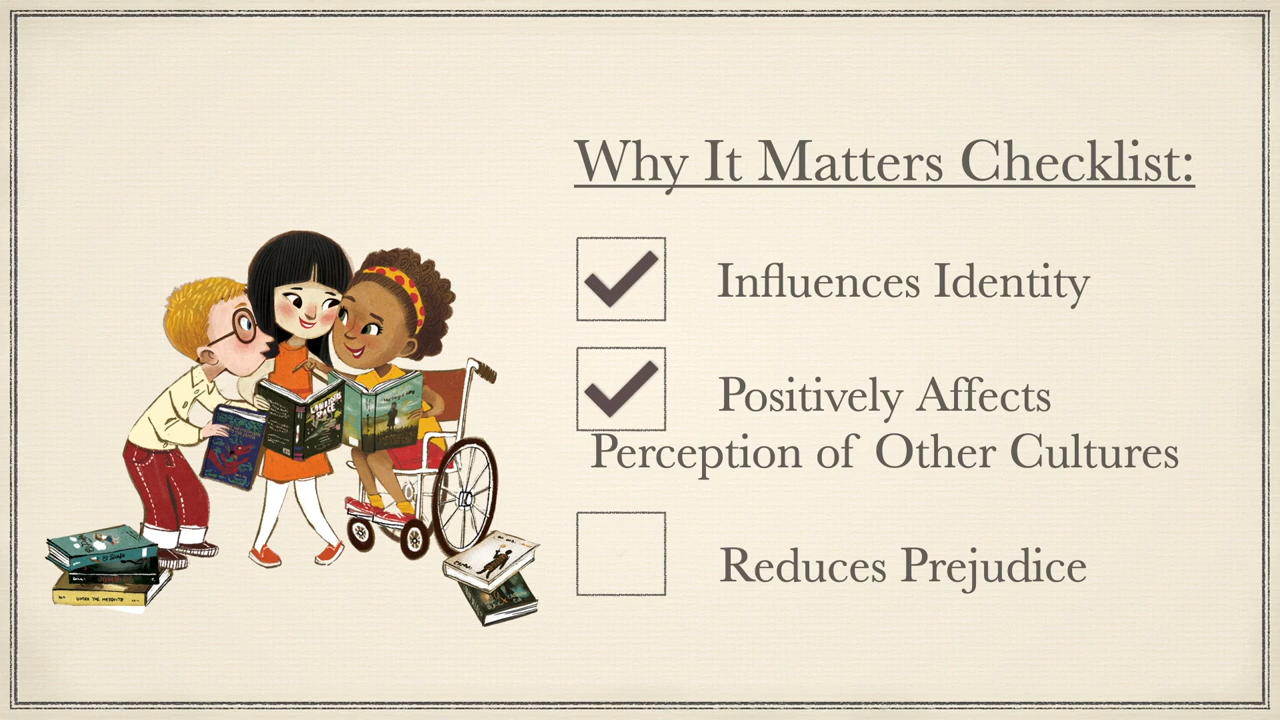 Why It Matters Checklist:
Influences Identity
Positively Affects
Perception of Other Cultures
Reduces Prejudice